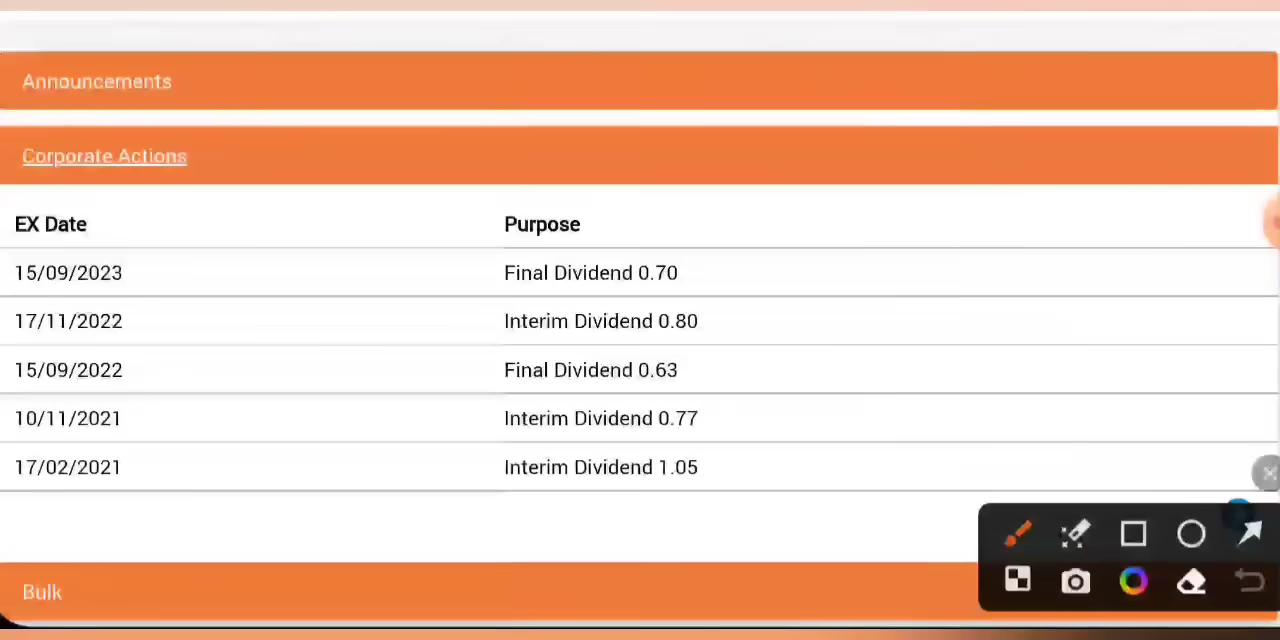 Announcements
Corporate Actions
EX Date Purpose
15/09/2023 Final Dividend 0.70
17/11/2022 Interim Dividend 0.80
15/09/2022 Final Dividend 0.63
10/11/2021 Interim Dividend 0.77
17/02/2021 Interim Dividend 1.05
Bulk